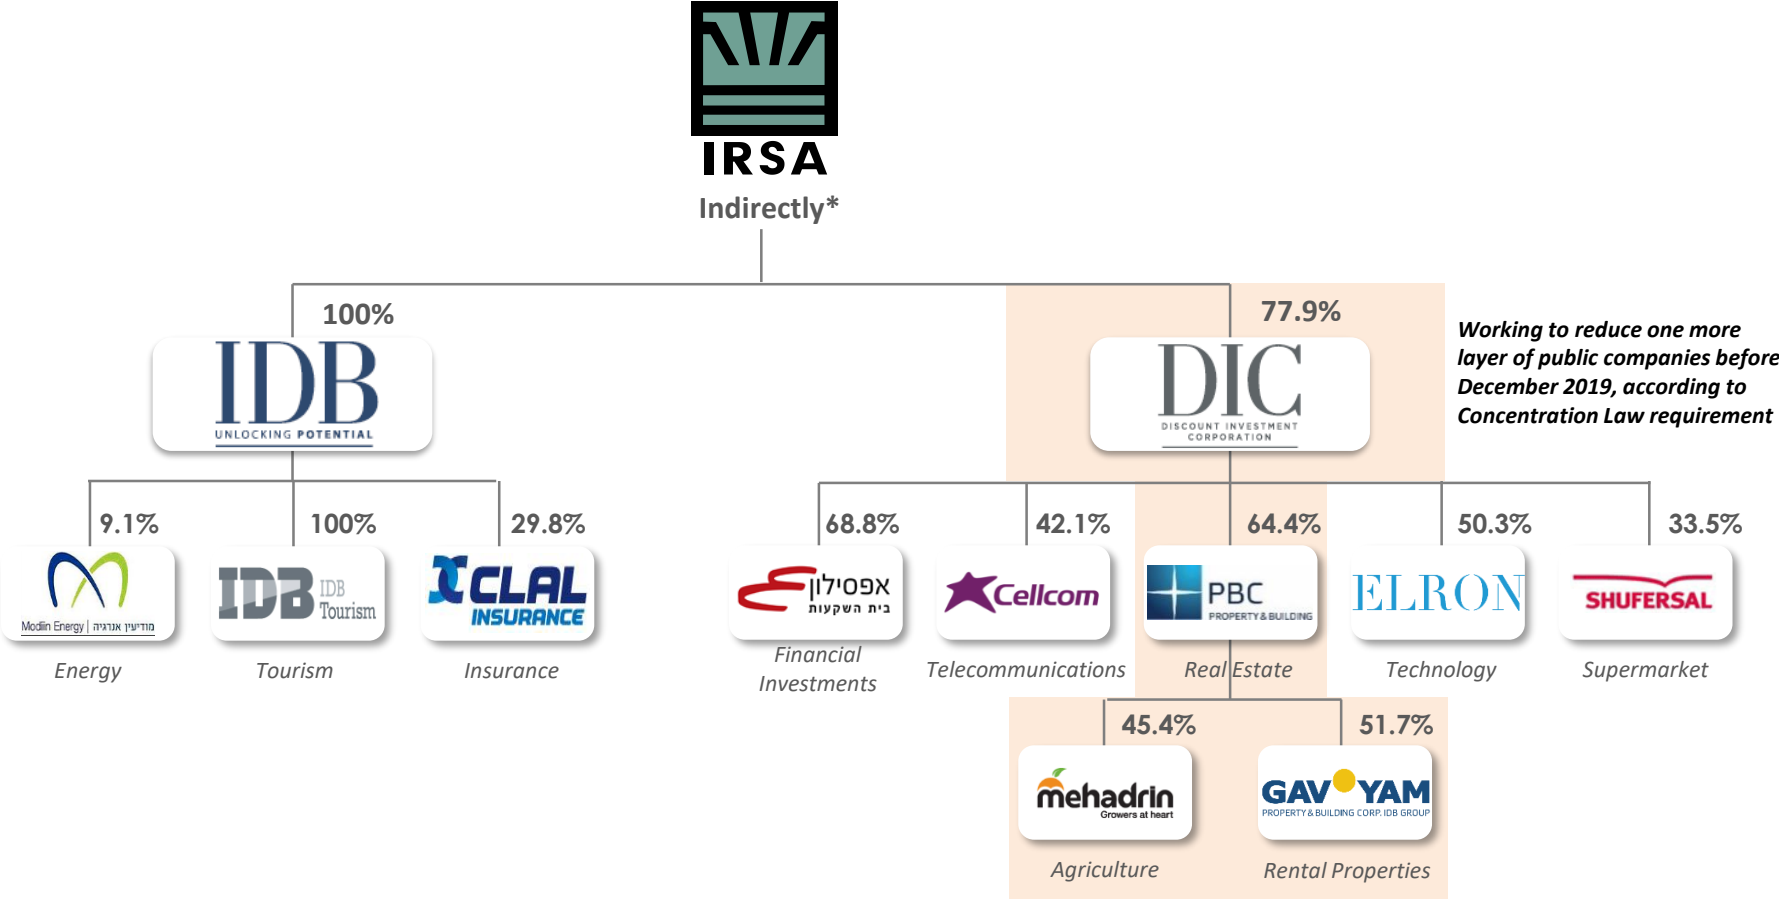 IRSA
Indirectly*
100%
77.9%
IDB
UNLOCKING POTENTIAL
DIC
DISCOUNT INVESTMENT
CORPORATION
Working to reduce one more
layer of public companies before
December 2019, according to
Concentration Law requirement
9.1%
100%
29.8%
68.8%
42.1%
64.4%
50.3%
33.5%
Modiin Energy | מודיעין אנרגיה
IDB IDB
Tourism
CLAL
INSURANCE
אפסילון
בית השקעות
Cellcom
PBC
PROPERTY & BUILDING
ELRON
SHUFERSAL
Energy
Tourism
Insurance
Financial
Investments
Telecommunications
Real Estate
Technology
Supermarket
45.4%
51.7%
mehadrin
Growers at heart
GAV YAM
PROPERTY & BUILDING CORP. IDB GROUP
Agriculture
Rental Properties